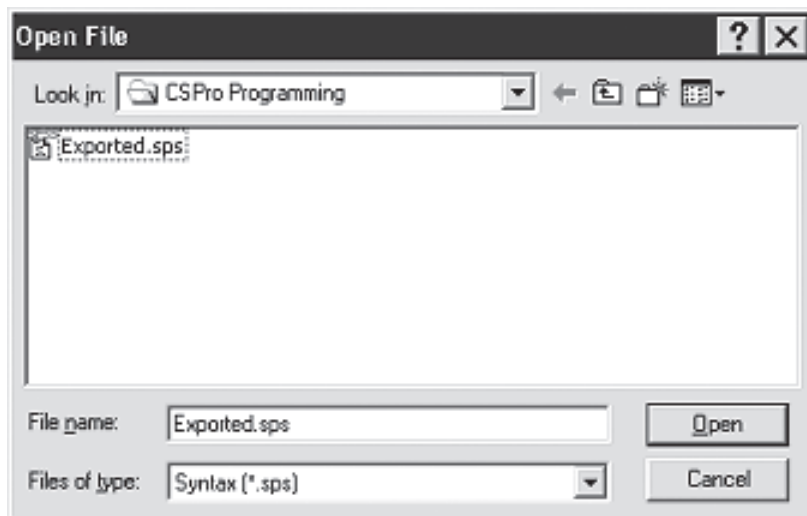 Open File
Look in: CSPro Programming
Exported.sps
File name: Exported.sps Open
Files of type: Syntax (*.sps) Cancel